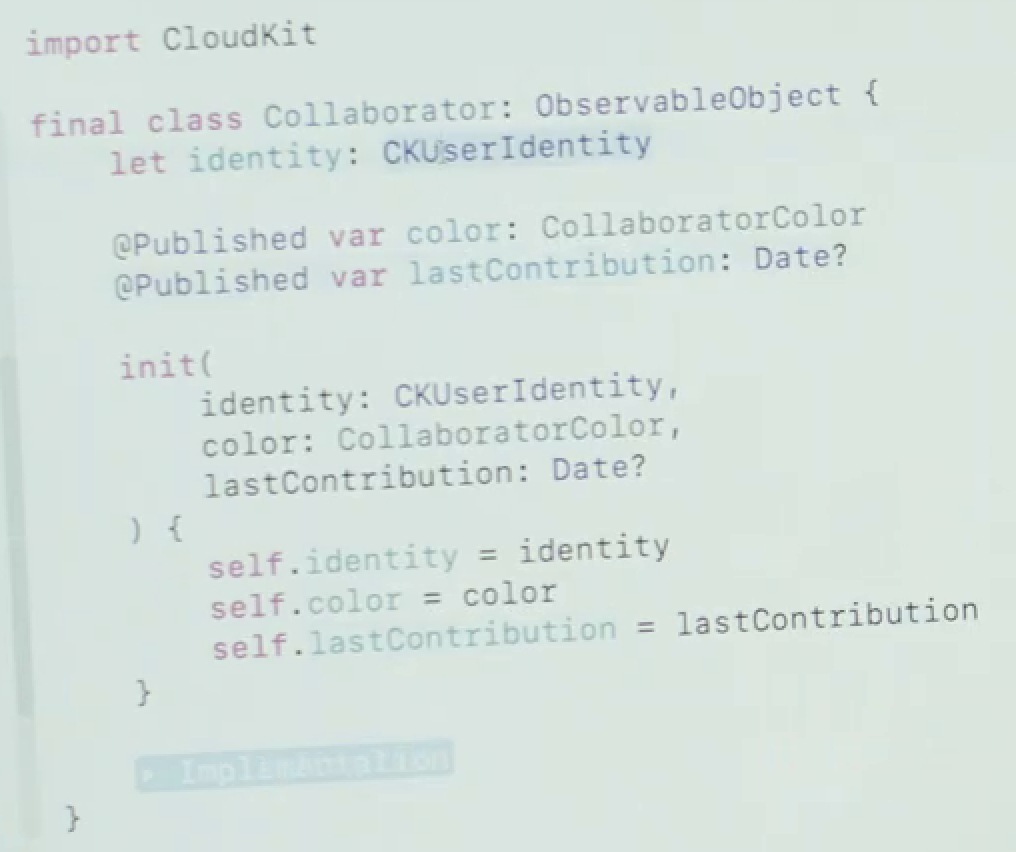 import CloudKit
final class Collaborator: ObservableObject {
let identity: CKUserIdentity
@Published var color: CollaboratorColor
@Published var lastContribution: Date?
init(
identity: CKUserIdentity,
color: CollaboratorColor,
lastContribution: Date?
) {
self.identity = identity
self.color = color
self.lastContribution = lastContribution
}
Implementation
}